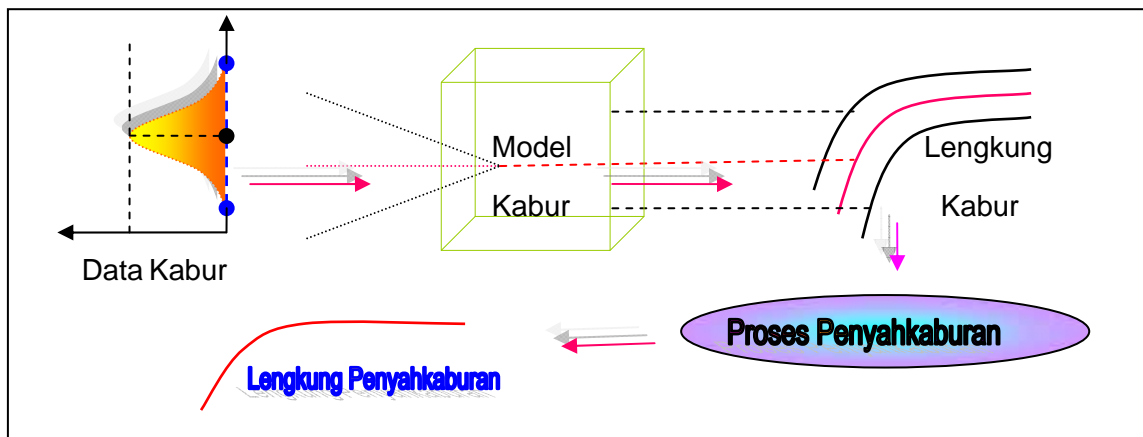 Data Kabur
Model
Kabur
Lengkung
Kabur
Proses Penyahkaburan
Lengkung Penyahkaburan